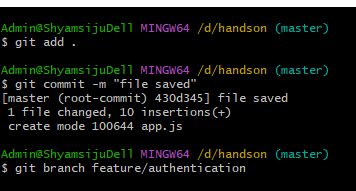 Admin@ShyamsijuDell MINGW64 /d/handson (master)
$ git add .
Admin@ShyamsijuDell MINGW64 /d/handson (master)
$ git commit -m "file saved"
[master (root-commit) 430d345] file saved
 1 file changed, 10 insertions(+)
 create mode 100644 app.js
Admin@ShyamsijuDell MINGW64 /d/handson (master)
$ git branch feature/authentication